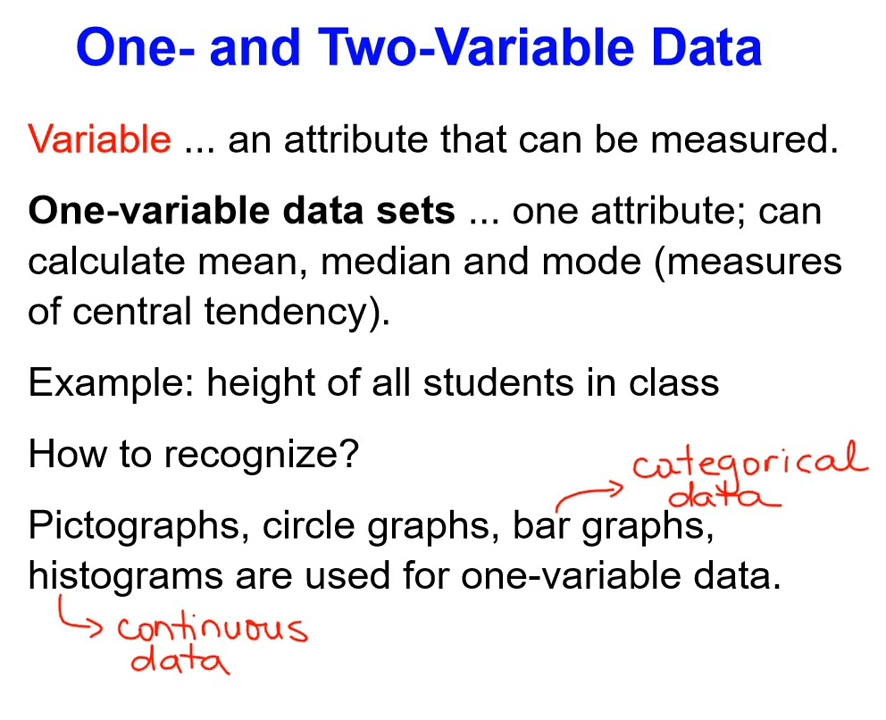 One- and Two-Variable Data
Variable ... an attribute that can be measured.
One-variable data sets ... one attribute; can
calculate mean, median and mode (measures
of central tendency).
Example: height of all students in class
How to recognize?
categorical
data
Pictographs, circle graphs, bar graphs,
histograms are used for one-variable data.
continuous
data